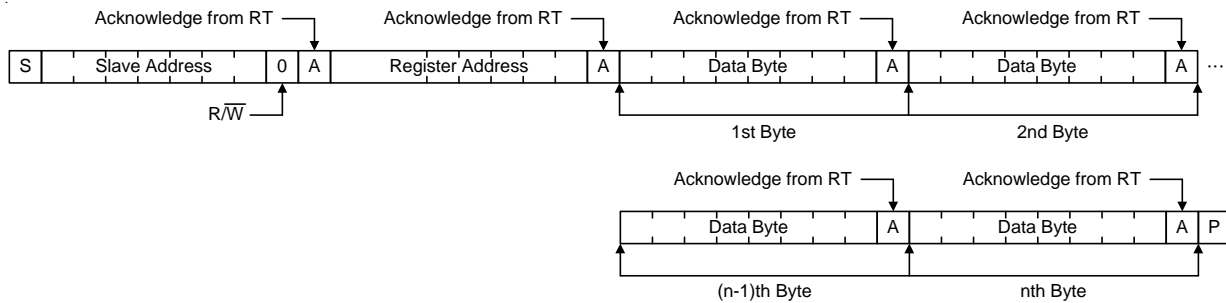 Acknowledge from RT Acknowledge from RT Acknowledge from RT Acknowledge from RT
S Slave Address 0 A Register Address A Data Byte A Data Byte A ...
R/W̅
1st Byte 2nd Byte
Acknowledge from RT Acknowledge from RT
Data Byte A Data Byte A P
(n-1)th Byte nth Byte